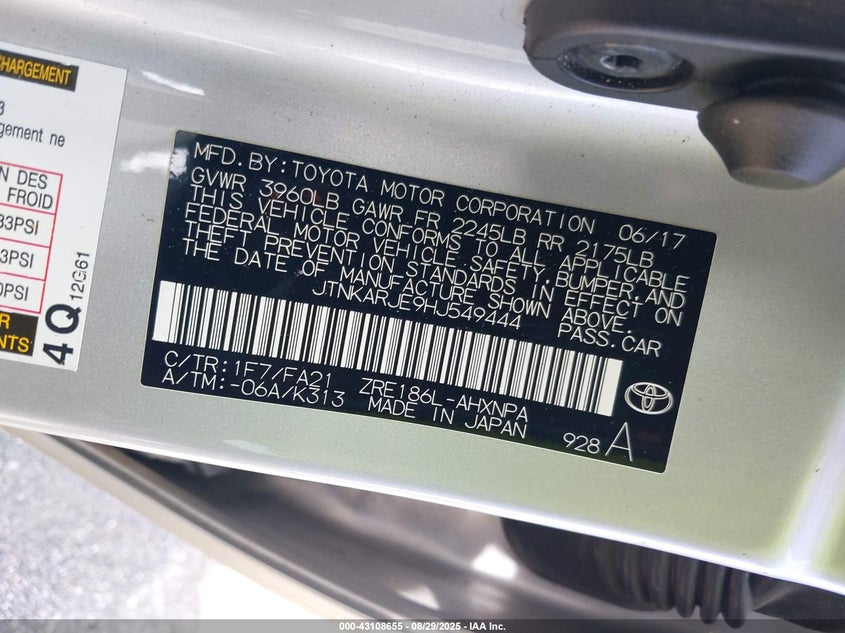 CHARGEMENT
3
gement ne
N DES
FROID
33PSI
3PSI
0PSI
R
NTS
4Q 12G61
MFD.BY:TOYOTA MOTOR CORPORATION 06/17
GVWR 3960LB GAWR FR 2245LB RR 2175LB
THIS VEHICLE CONFORMS TO ALL APPLICABLE
FEDERAL MOTOR VEHICLE SAFETY,BUMPER,AND
THEFT PREVENTION STANDARDS IN EFFECT ON
THE DATE OF MANUFACTURE SHOWN ABOVE.
JTNKARJE9HJ549444 PASS.CAR
C/TR:1F7/FA21 ZRE186L-AHXNPA
A/TM:-06A/K313 MADE IN JAPAN 928 A
000-43108655 - 08/29/2025 - IAA Inc.